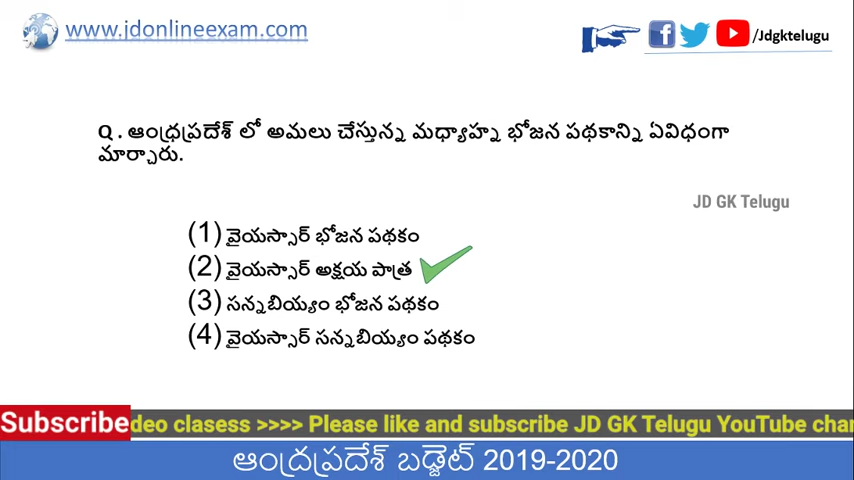 www.jdonlineexam.com
/Jdgktelugu
Q . ఆంధ్రప్రదేశ్ లో అమలు చేస్తున్న మధ్యాహ్న భోజన పథకాన్ని ఏవిధంగా
మార్చారు.
JD GK Telugu
(1) వైయస్సార్ భోజన పథకం
(2) వైయస్సార్ అక్షయ పాత్ర
(3) సన్నబియ్యం భోజన పథకం
(4) వైయస్సార్ సన్నబియ్యం పథకం
Subscribe deo clasess >>>> Please like and subscribe JD GK Telugu YouTube chan
ఆంద్రప్రదేశ్ బడ్జెట్ 2019-2020